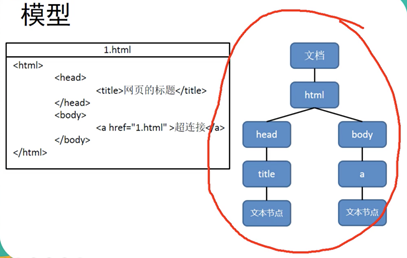 模型
1.html
<html>
<head>
<title>网页的标题</title>
</head>
<body>
<a href="1.html" >超连接</a>
</body>
</html>
文档
html
head body
title a
文本节点 文本节点